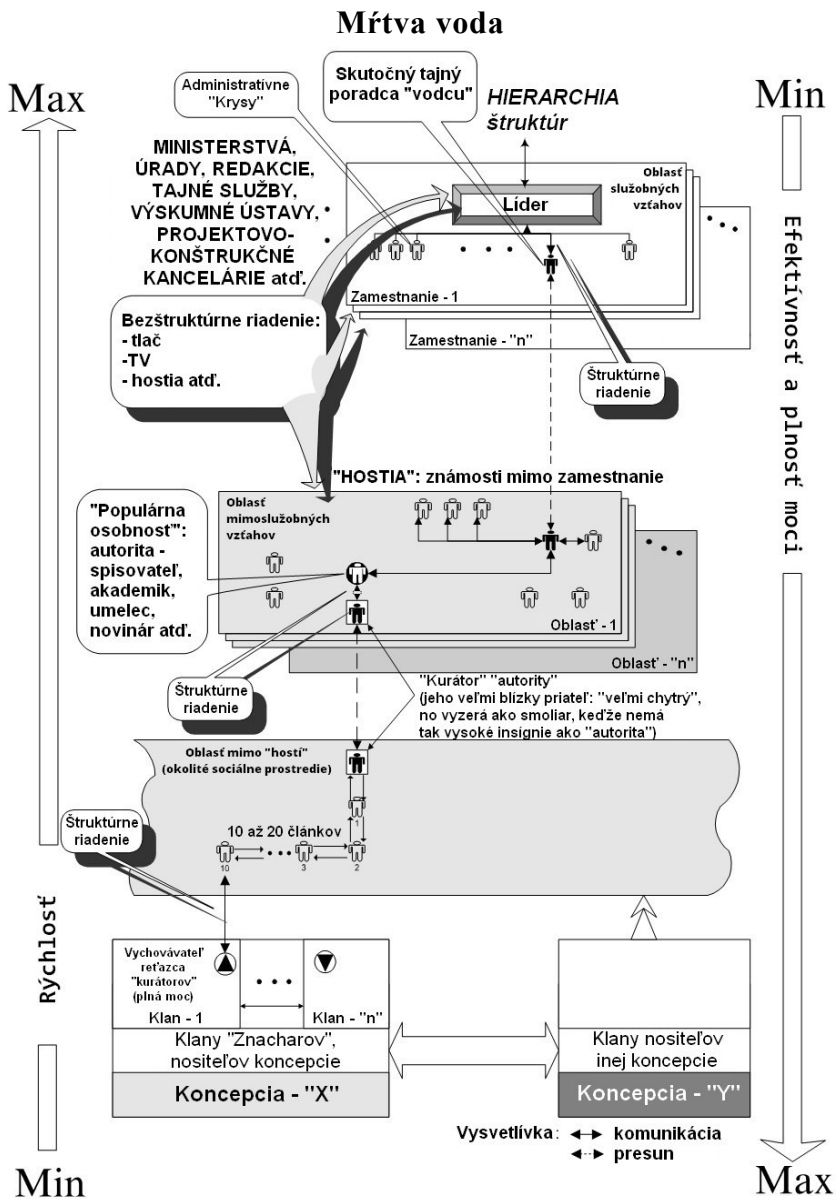 Mŕtva voda
Max
Min
Administratívne
"Krysy"
Skutočný tajný
poradca "vodcu"
HIERARCHIA
štruktúr
MINISTERSTVÁ,
ÚRADY, REDAKCIE,
TAJNÉ SLUŽBY,
VÝSKUMNÉ ÚSTAVY,
PROJEKTOVO-
KONŠTRUKČNÉ
KANCELÁRIE atď.
Oblasť
služobných
vzťahov
Líder
Zamestnanie - 1
Zamestnanie - "n"
Bezštruktúrne riadenie:
- tlač
-TV
- hostia atď.
Štruktúrne
riadenie
Efektívnosť a plnosť moci
"HOSTIA": známosti mimo zamestnanie
Oblasť
mimoslužobných
vzťahov
"Populárna
osobnosť":
autorita -
spisovateľ,
akademik,
umelec,
novinár atď.
Oblasť - 1
Oblasť - "n"
Štruktúrne
riadenie
"Kurátor" "autority"
(jeho veľmi blízky priateľ: "veľmi chytrý",
no vyzerá ako smoliar, keďže nemá
tak vysoké insígnie ako "autorita")
Oblasť mimo "hostí"
(okolité sociálne prostredie)
1
Štruktúrne
riadenie
10 až 20 článkov
10
3
2
Rýchlosť
Vychovávateľ
reťazca
"kurátorov"
(plná moc)
Klan - 1
Klan - "n"
Klany "Znacharov",
nositeľov koncepcie
Koncepcia - "X"
Klany nositeľov
inej koncepcie
Koncepcia - "Y"
Vysvetlívka:
komunikácia
presun
Min
Max